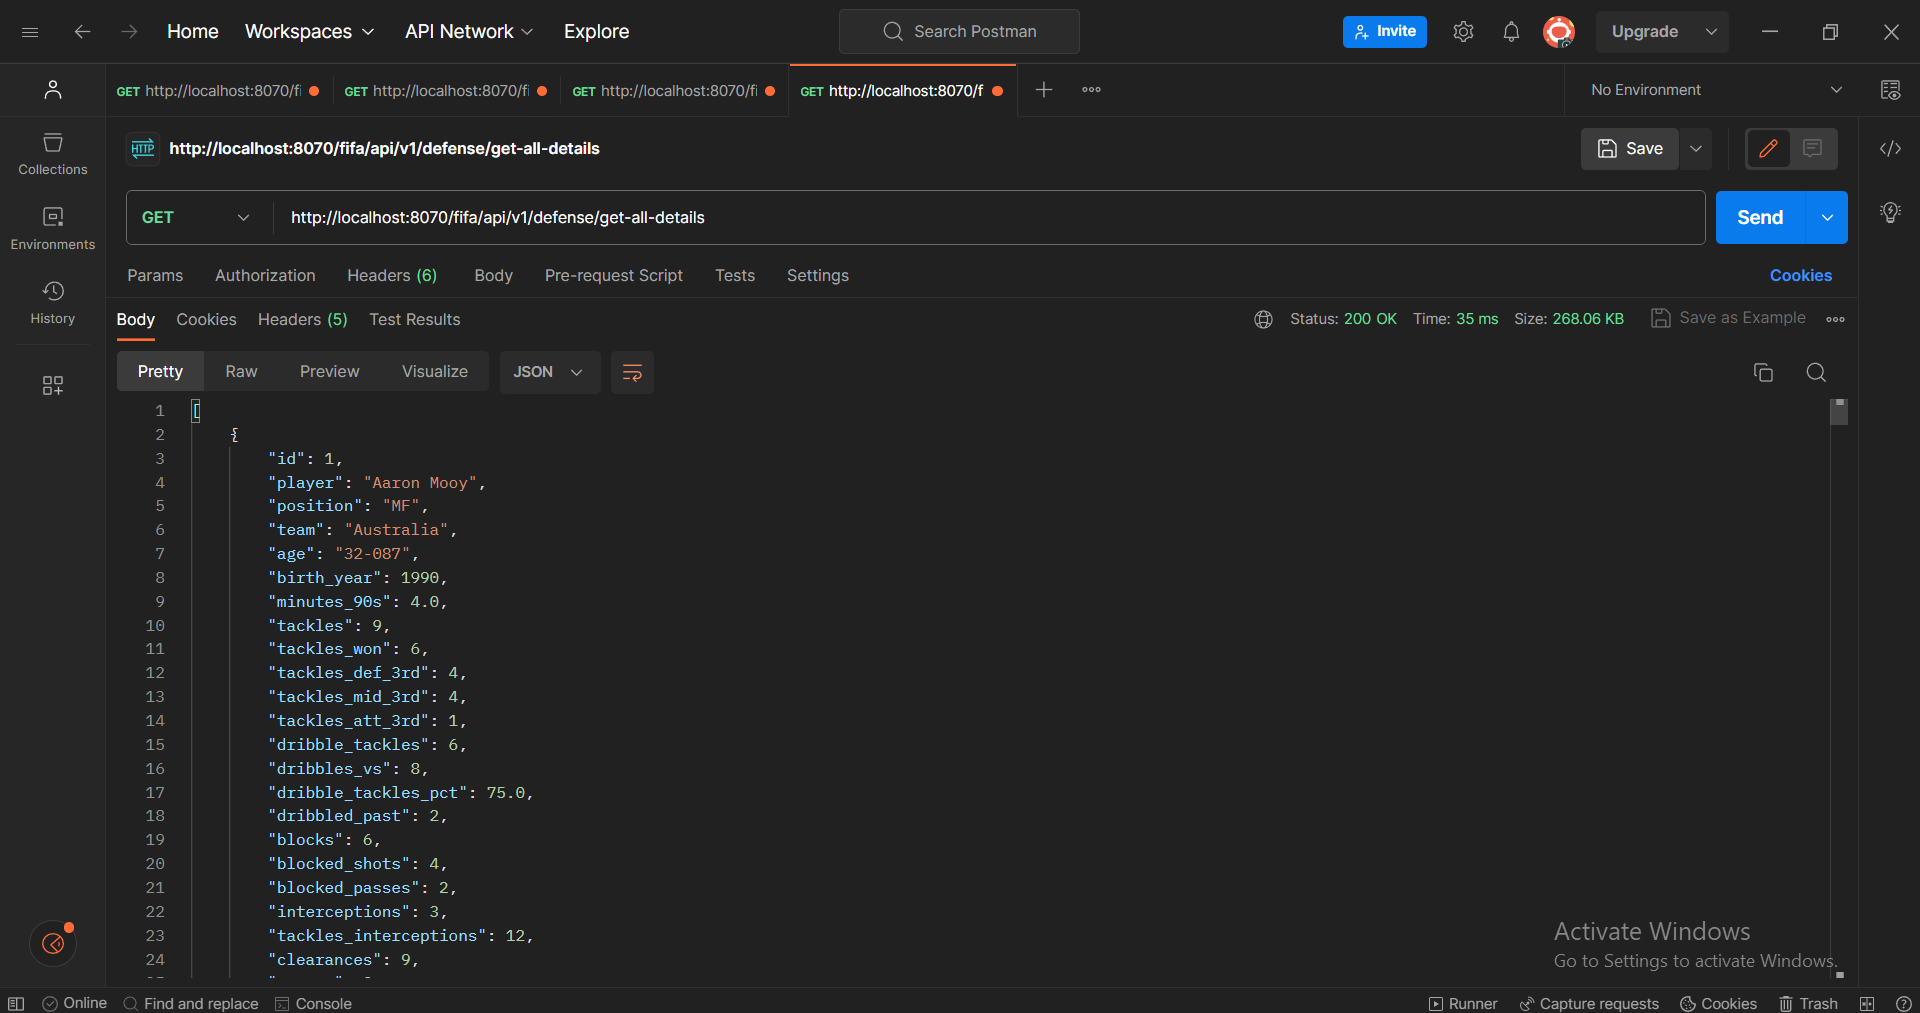 Home Workspaces API Network Explore Search Postman Invite Upgrade
GET http://localhost:8070/fi GET http://localhost:8070/fi GET http://localhost:8070/fi GET http://localhost:8070/f No Environment
HTTP http://localhost:8070/fifa/api/v1/defense/get-all-details Save
Collections
GET http://localhost:8070/fifa/api/v1/defense/get-all-details Send
Environments
Params Authorization Headers (6) Body Pre-request Script Tests Settings Cookies
History
Body Cookies Headers (5) Test Results Status: 200 OK Time: 35 ms Size: 268.06 KB Save as Example
Pretty Raw Preview Visualize JSON
1 [
2 {
3 "id": 1,
4 "player": "Aaron Mooy",
5 "position": "MF",
6 "team": "Australia",
7 "age": "32-087",
8 "birth_year": 1990,
9 "minutes_90s": 4.0,
10 "tackles": 9,
11 "tackles_won": 6,
12 "tackles_def_3rd": 4,
13 "tackles_mid_3rd": 4,
14 "tackles_att_3rd": 1,
15 "dribble_tackles": 6,
16 "dribbles_vs": 8,
17 "dribble_tackles_pct": 75.0,
18 "dribbled_past": 2,
19 "blocks": 6,
20 "blocked_shots": 4,
21 "blocked_passes": 2,
22 "interceptions": 3,
23 "tackles_interceptions": 12,
24 "clearances": 9,
Activate Windows
Go to Settings to activate Windows.
Online Find and replace Console Runner Capture requests Cookies Trash